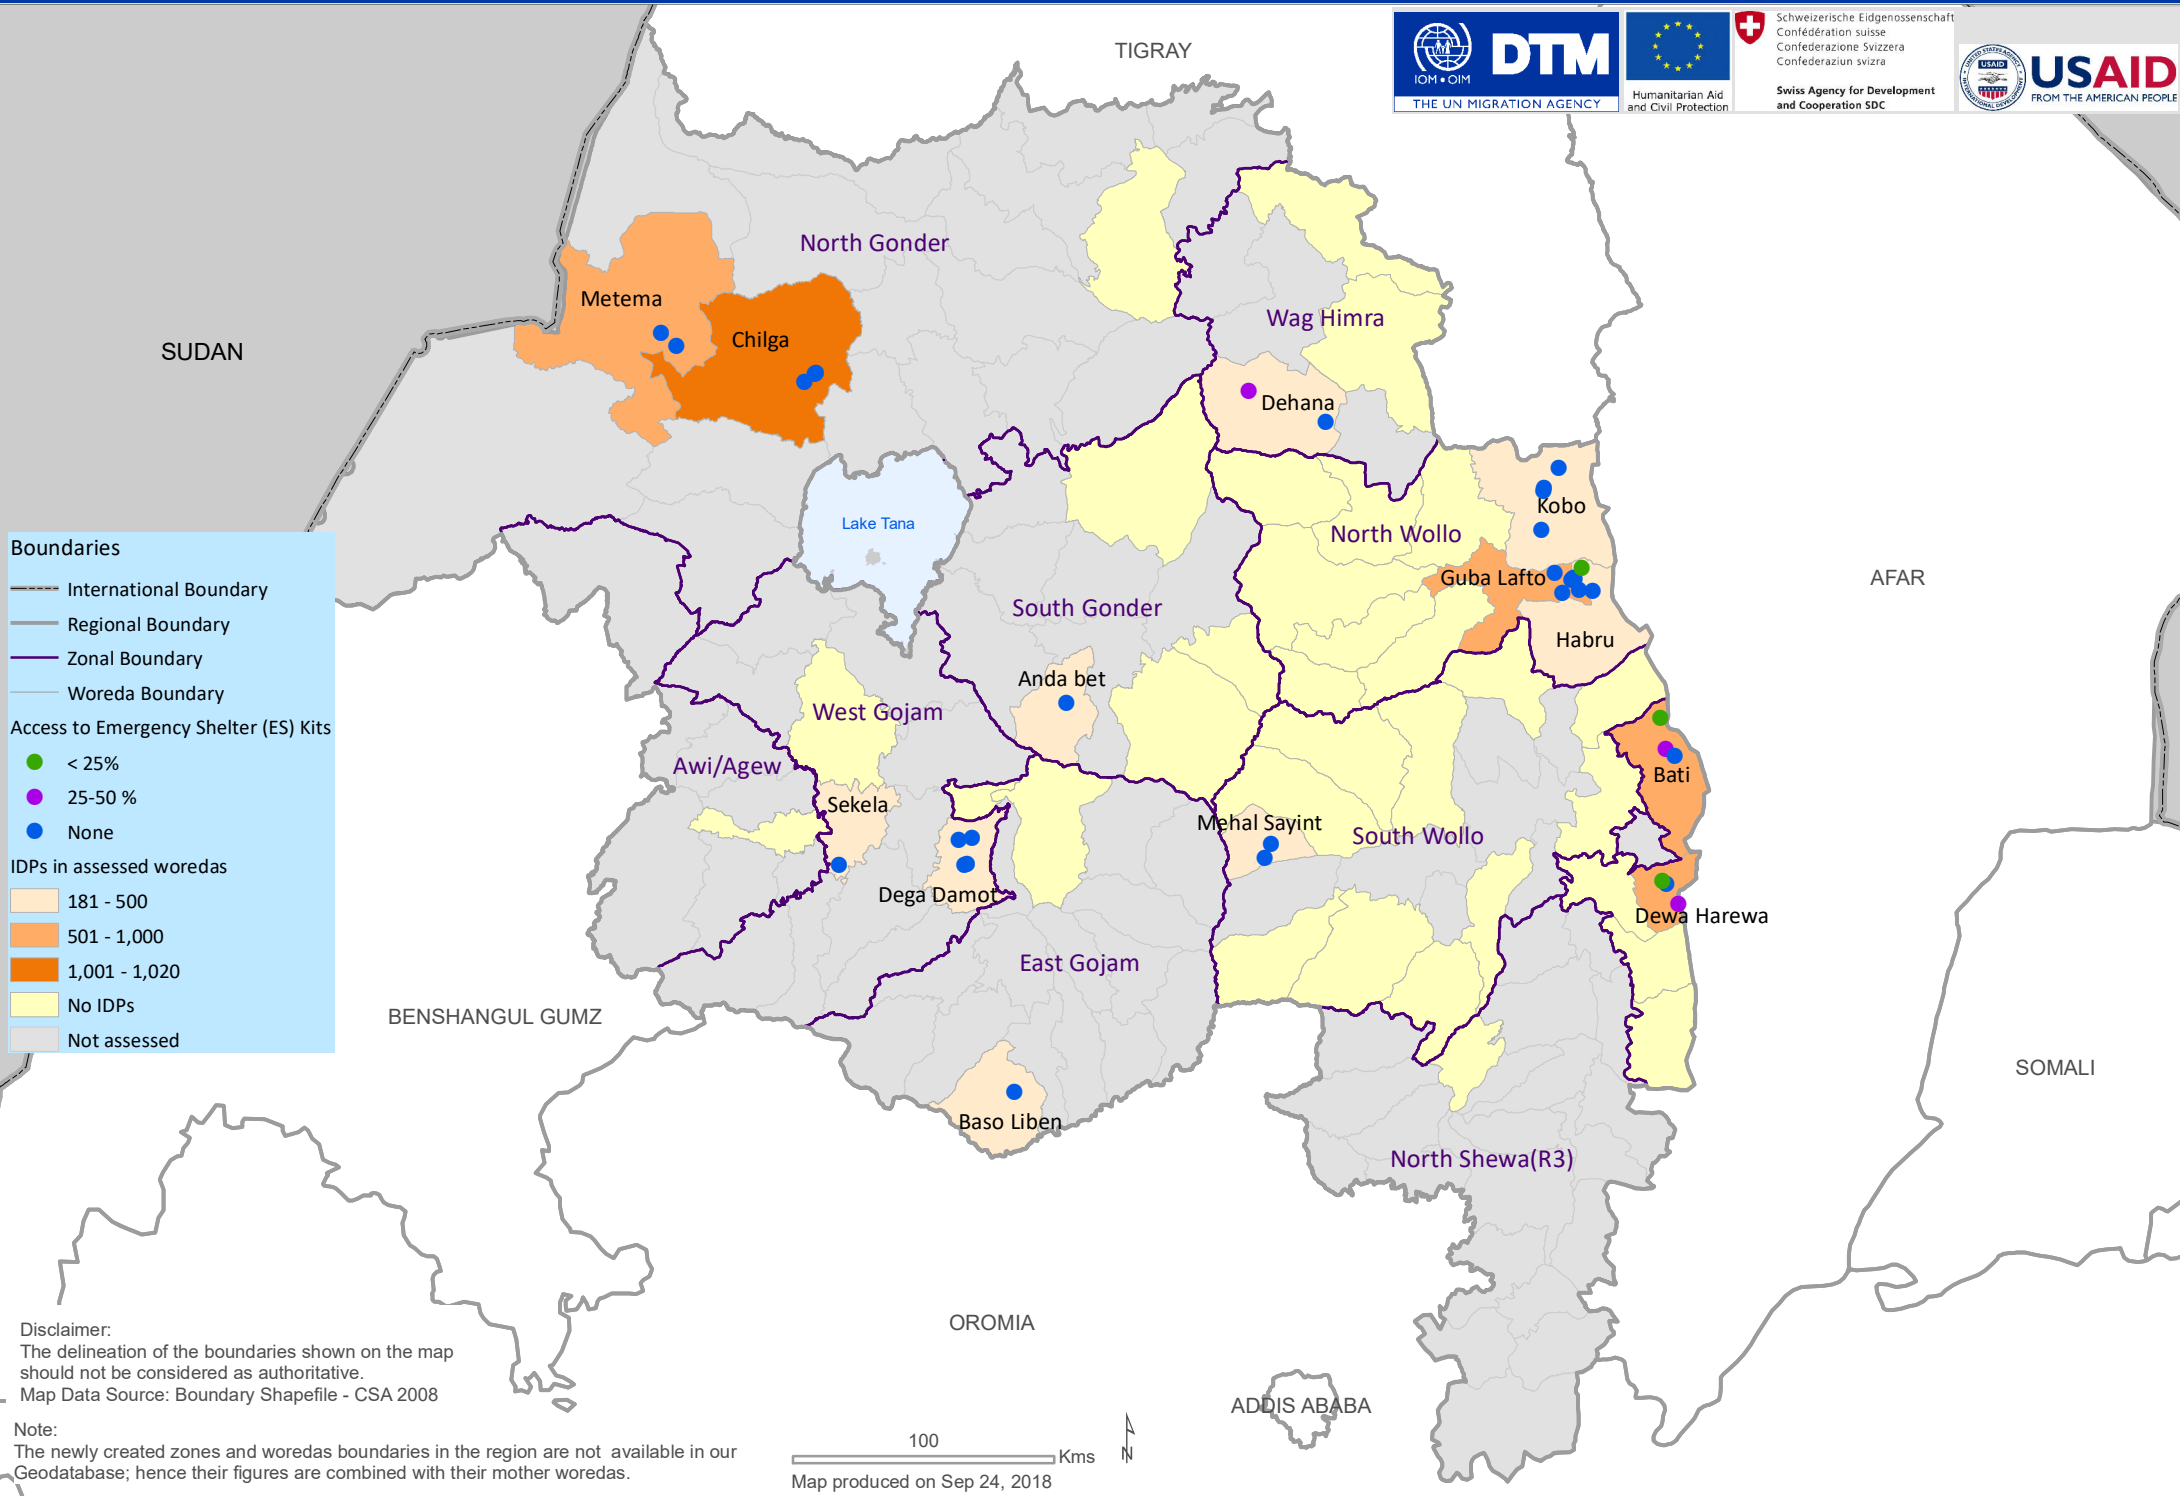 TIGRAY
IOM • OIM
DTM
THE UN MIGRATION AGENCY
Humanitarian Aid
and Civil Protection
Schweizerische Eidgenossenschaft
Confédération suisse
Confederazione Svizzera
Confederaziun svizra
Swiss Agency for Development
and Cooperation SDC
USAID
USAID
FROM THE AMERICAN PEOPLE
North Gonder
Metema
Wag Himra
Chilga
SUDAN
Dehana
Kobo
Lake Tana
North Wollo
Guba Lafto
AFAR
South Gonder
Habru
Anda bet
West Gojam
Awi/Agew
Bati
Sekela
Mehal Sayint
South Wollo
Dega Damot
Dewa Harewa
East Gojam
BENSHANGUL GUMZ
SOMALI
Baso Liben
North Shewa(R3)
OROMIA
ADDIS ABABA
Boundaries
International Boundary
Regional Boundary
Zonal Boundary
Woreda Boundary
Access to Emergency Shelter (ES) Kits
< 25%
25-50 %
None
IDPs in assessed woredas
181 - 500
501 - 1,000
1,001 - 1,020
No IDPs
Not assessed
Disclaimer:
The delineation of the boundaries shown on the map
should not be considered as authoritative.
Map Data Source: Boundary Shapefile - CSA 2008
Note:
The newly created zones and woredas boundaries in the region are not available in our
Geodatabase; hence their figures are combined with their mother woredas.
100
Kms
N
Map produced on Sep 24, 2018